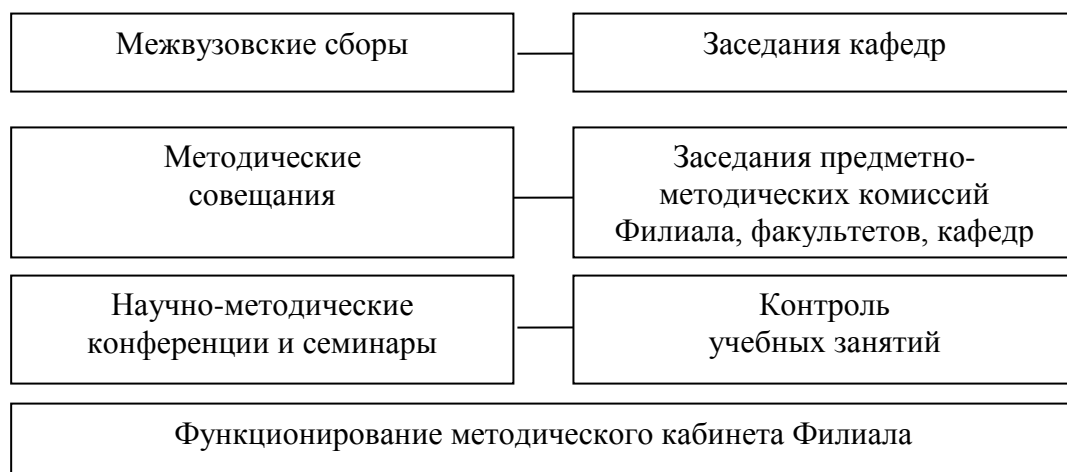 Межвузовские сборы
Заседания кафедр
Методические
совещания
Заседания предметно-
методических комиссий
Филиала, факультетов, кафедр
Научно-методические
конференции и семинары
Контроль
учебных занятий
Функционирование методического кабинета Филиала